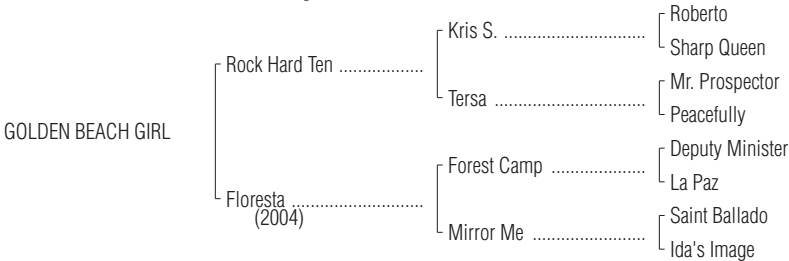 Roberto
Kris S. ..............................
Sharp Queen
Rock Hard Ten ..................
Mr. Prospector
Tersa ................................
Peacefully
GOLDEN BEACH GIRL
Deputy Minister
Forest Camp ....................
La Paz
Floresta ............................
(2004)
Saint Ballado
Mirror Me ........................
Ida's Image